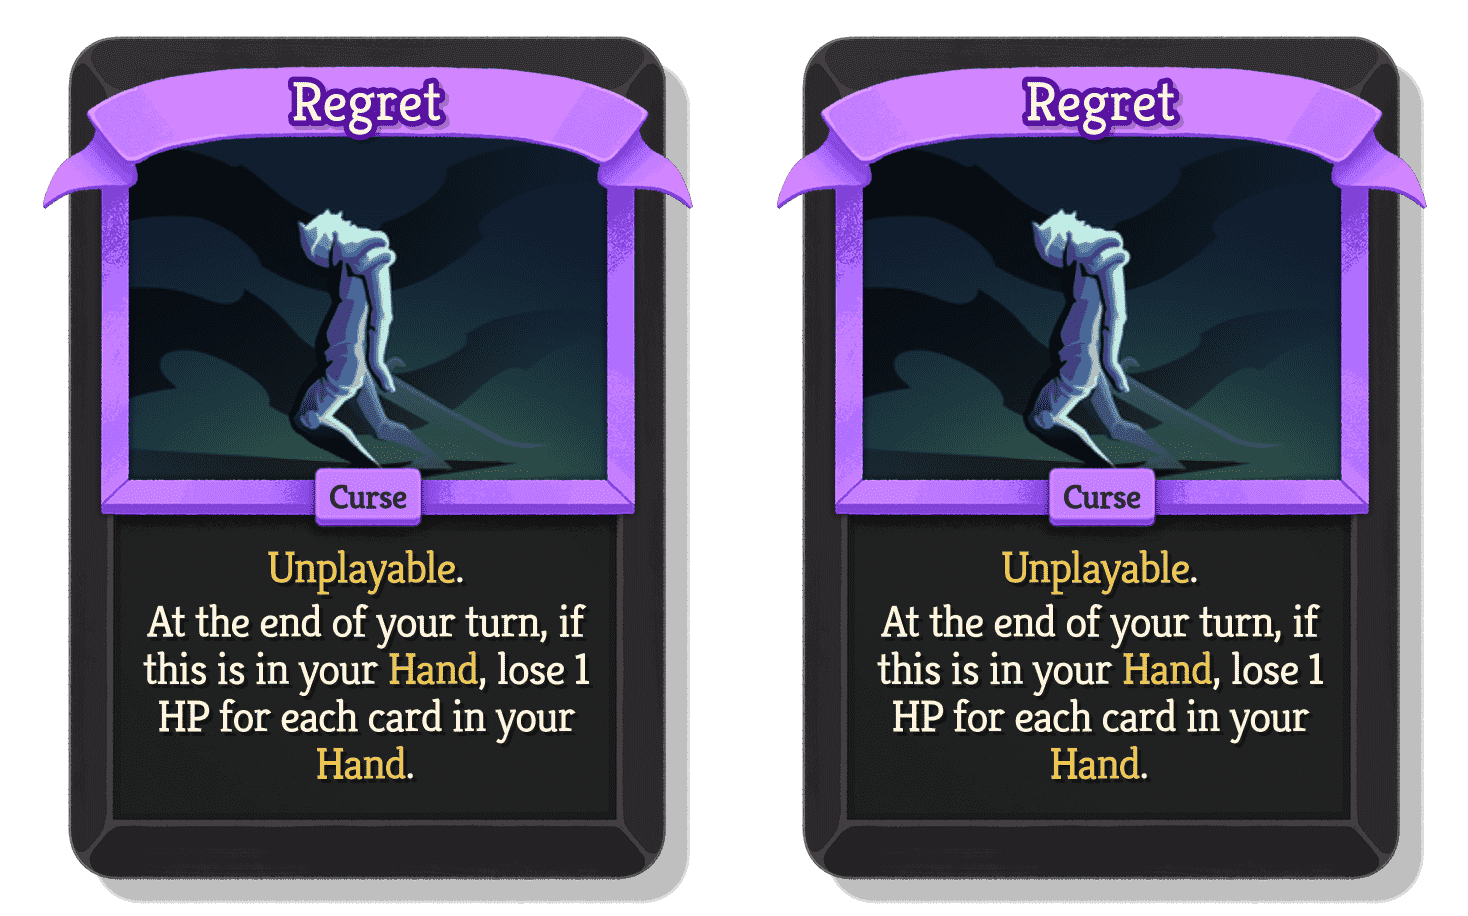 Regret
Curse
Unplayable.
At the end of your turn, if
this is in your Hand, lose 1
HP for each card in your
Hand.
Regret
Curse
Unplayable.
At the end of your turn, if
this is in your Hand, lose 1
HP for each card in your
Hand.